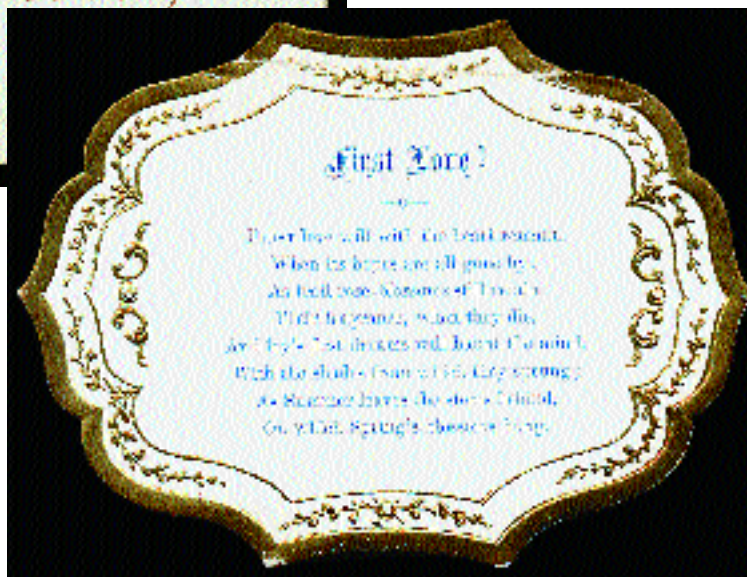 First Love!
love will with the heart remain,
When its hopes are all gone by,
As frail rose-blossoms still retain
Their fragrance, when they die,
And joy's first dreams will haunt the mind,
With the shades from which they sprung;
As Summer leaves the stems behind,
On which Spring's blossoms hung.